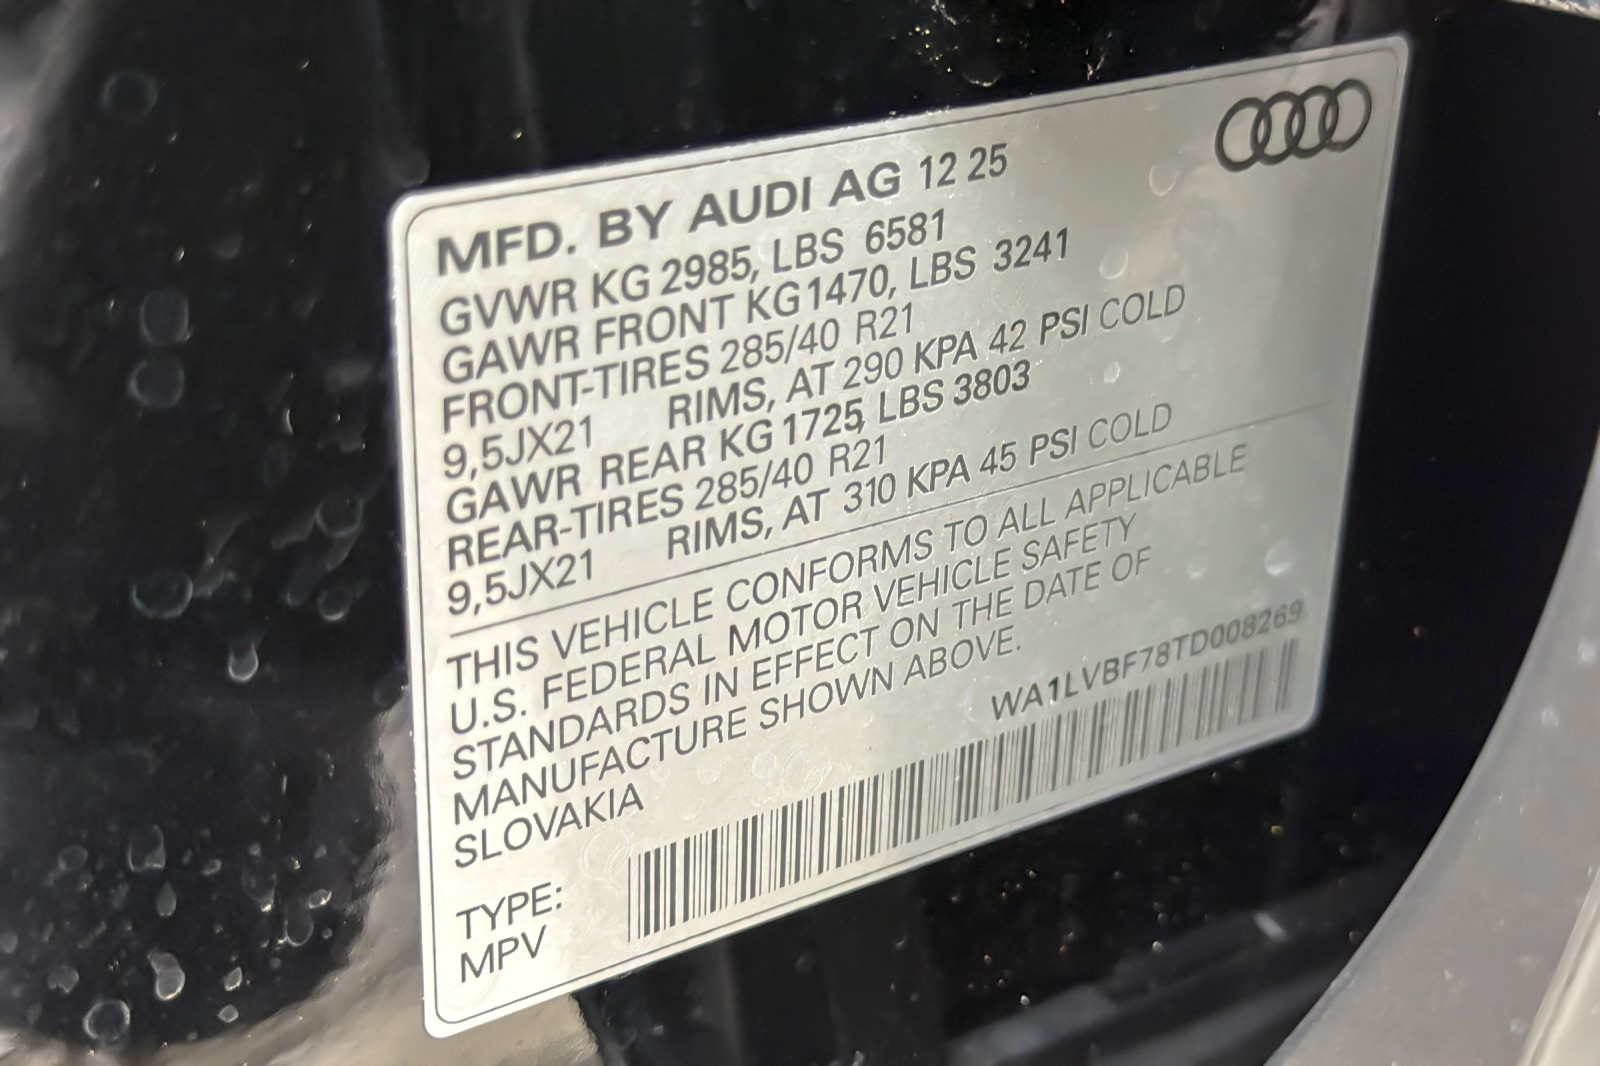 MFD. BY AUDI AG 12 25
GVWR KG 2985, LBS 6581
GAWR FRONT KG 1470, LBS 3241
FRONT-TIRES 285/40 R21
9,5JX21 RIMS, AT 290 KPA 42 PSI COLD
GAWR REAR KG 1725, LBS 3803
REAR-TIRES 285/40 R21
9,5JX21 RIMS, AT 310 KPA 45 PSI COLD
THIS VEHICLE CONFORMS TO ALL APPLICABLE
U.S. FEDERAL MOTOR VEHICLE SAFETY
STANDARDS IN EFFECT ON THE DATE OF
MANUFACTURE SHOWN ABOVE.
SLOVAKIA
WA1LVBF78TD008269
TYPE:
MPV